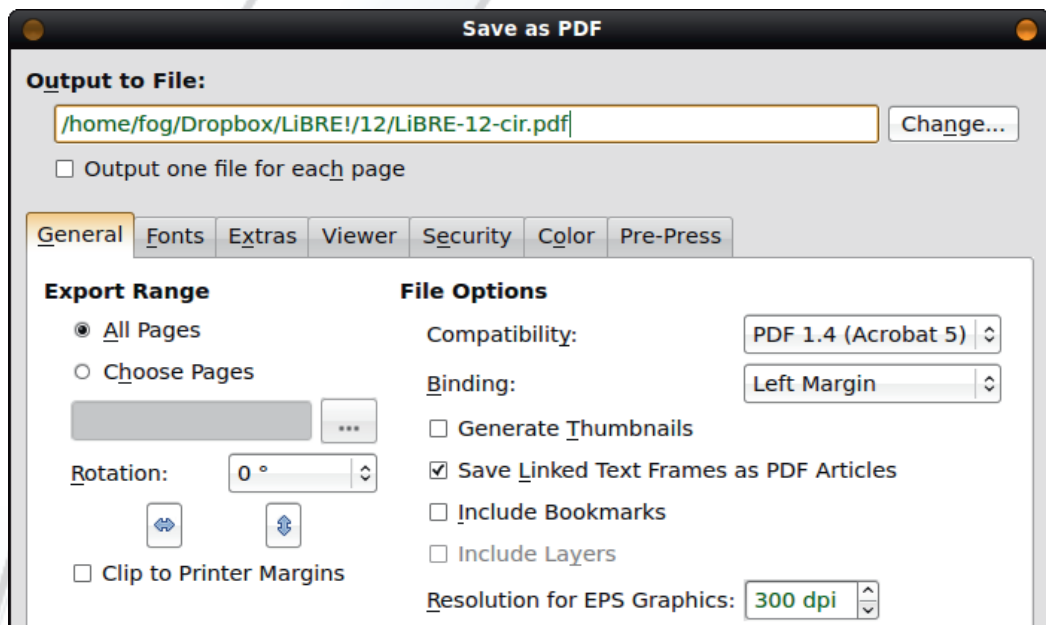 Save as PDF
Output to File:
/home/fog/Dropbox/LiBRE!/12/LiBRE-12-cir.pdf
Change...
Output one file for each page
General Fonts Extras Viewer Security Color Pre-Press
Export Range
All Pages
Choose Pages
...
Rotation: 0 °
Clip to Printer Margins
File Options
Compatibility: PDF 1.4 (Acrobat 5)
Binding: Left Margin
Generate Thumbnails
Save Linked Text Frames as PDF Articles
Include Bookmarks
Include Layers
Resolution for EPS Graphics: 300 dpi